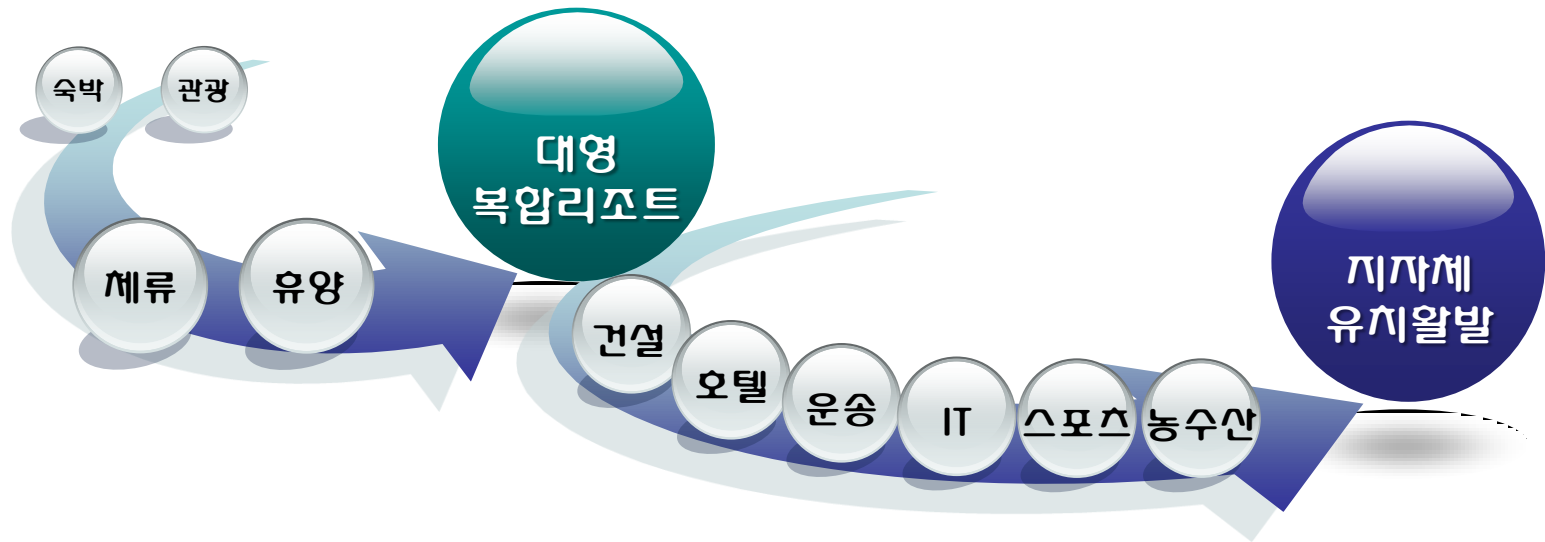 숙박
관광
체류
휴양
대형
복합리조트
건설
호텔
운송
IT
스포츠
농수산
지자체
유치활발